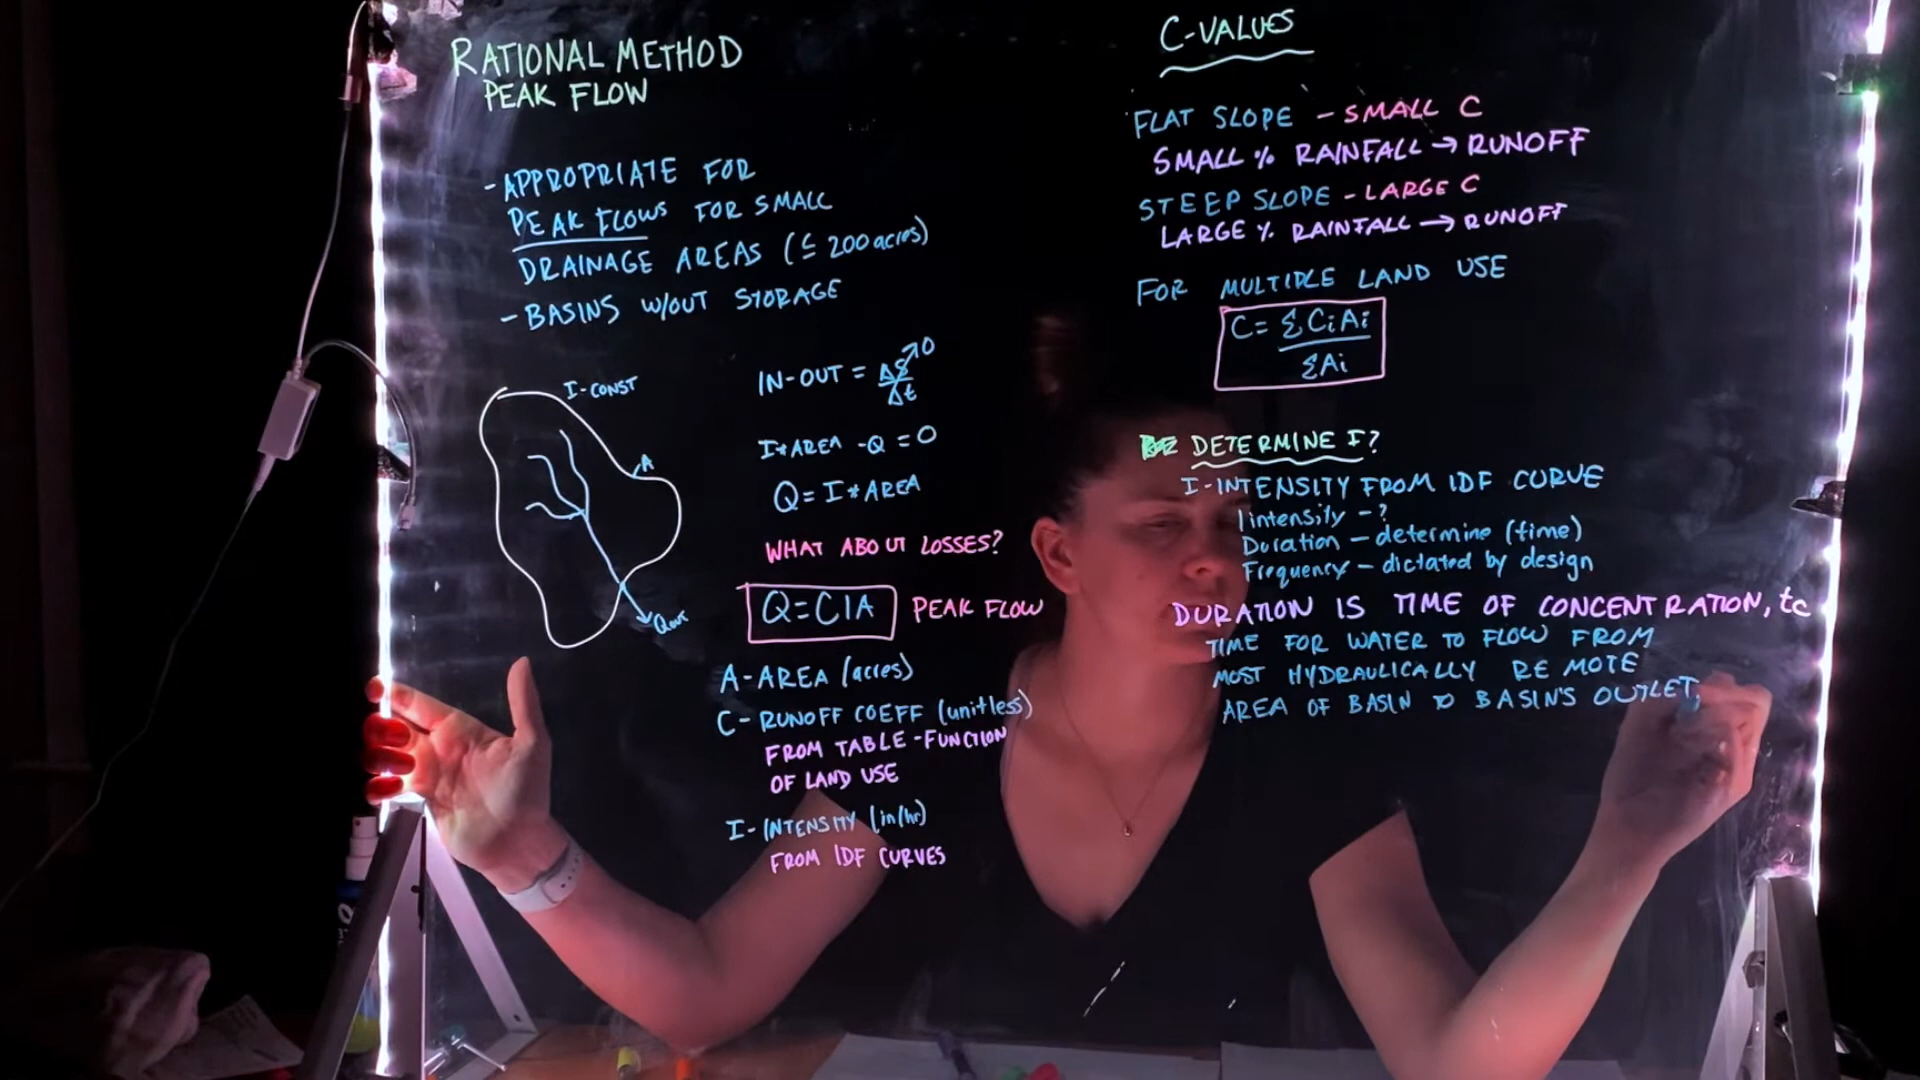 RATIONAL METHOD
PEAK FLOW
- APPROPRIATE FOR
PEAK FLOWS FOR SMALL
DRAINAGE AREAS (≤ 200 acres)
- BASINS W/OUT STORAGE
I-CONST
A
Qout
IN-OUT = ΔS/Δt → 0
I*AREA - Q = 0
Q = I*AREA
WHAT ABOUT LOSSES?
Q=CIA PEAK FLOW
A-AREA (acres)
C- RUNOFF COEFF (unitless)
FROM TABLE - FUNCTION
OF LAND USE
I- INTENSITY (in/hr)
FROM IDF CURVES
C-VALUES
FLAT SLOPE - SMALL C
SMALL % RAINFALL → RUNOFF
STEEP SLOPE - LARGE C
LARGE % RAINFALL → RUNOFF
FOR MULTIPLE LAND USE
C = ΣCiAi
ΣAi
DETERMINE I?
I-INTENSITY FROM IDF CURVE
Intensity - ?
Duration - determine (time)
Frequency - dictated by design
DURATION IS TIME OF CONCENTRATION, tc
TIME FOR WATER TO FLOW FROM
MOST HYDRAULICALLY REMOTE
AREA OF BASIN TO BASIN'S OUTLET,